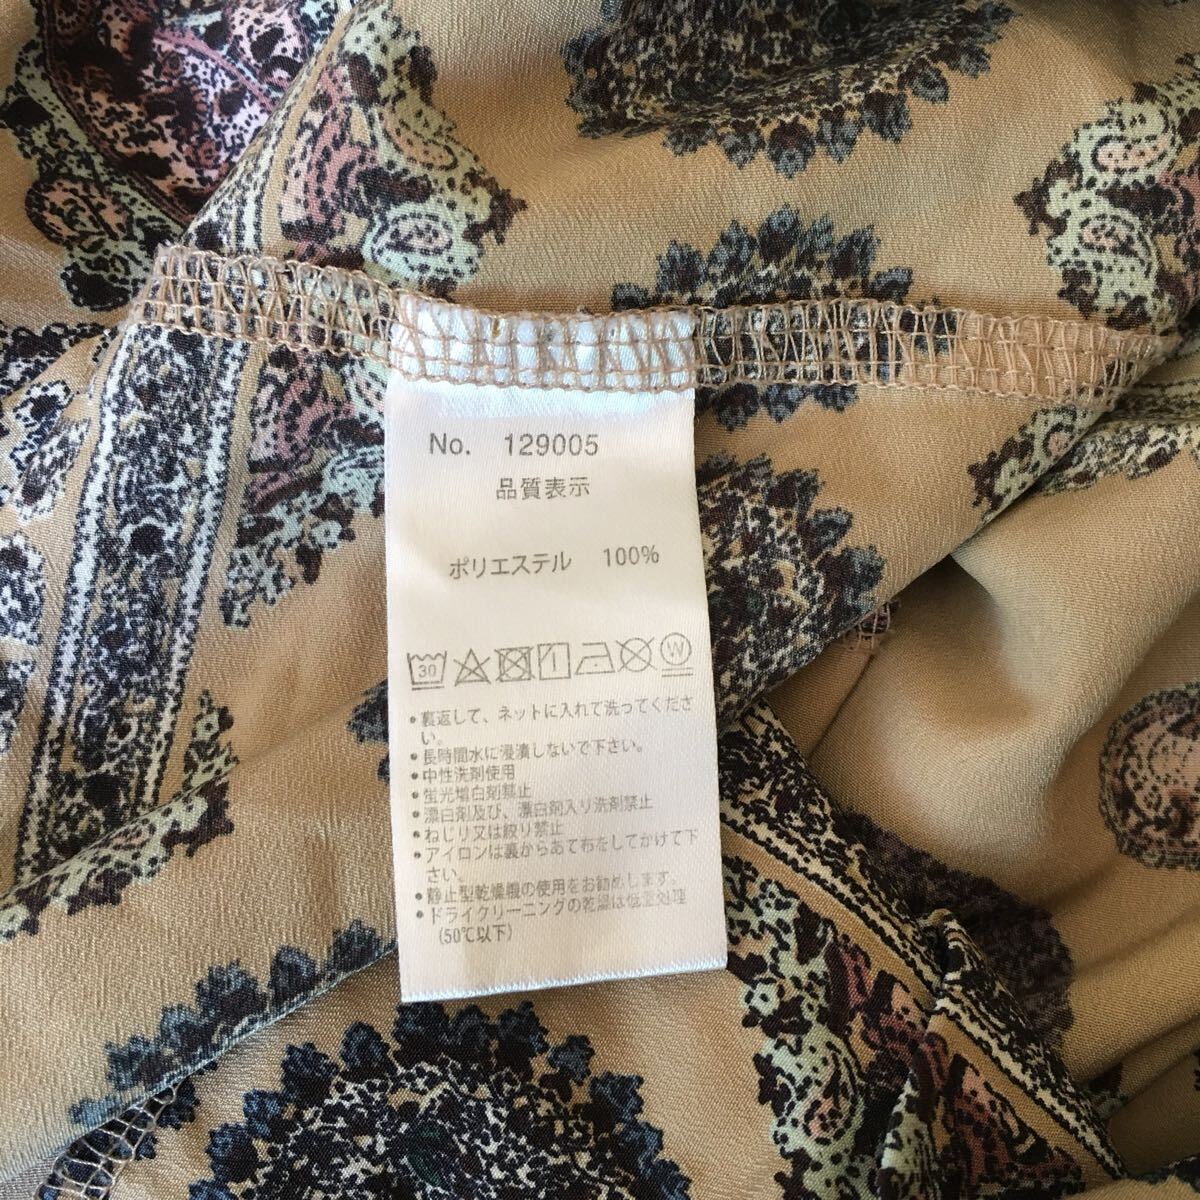 No. 129005
品質表示
ポリエステル 100%
30 W
●裏返して、ネットに入れて洗ってくださ
い。
●長時間水に浸漬しないで下さい。
●中性洗剤使用
●蛍光増白剤禁止
●漂白剤及び、漂白剤入り洗剤禁止
●ねじり又は絞り禁止
●アイロンは裏からあて布をしてかけて下
さい。
●静止型乾燥機の使用をお勧めします。
●ドライクリーニングの乾燥は低温処理
(50℃以下)